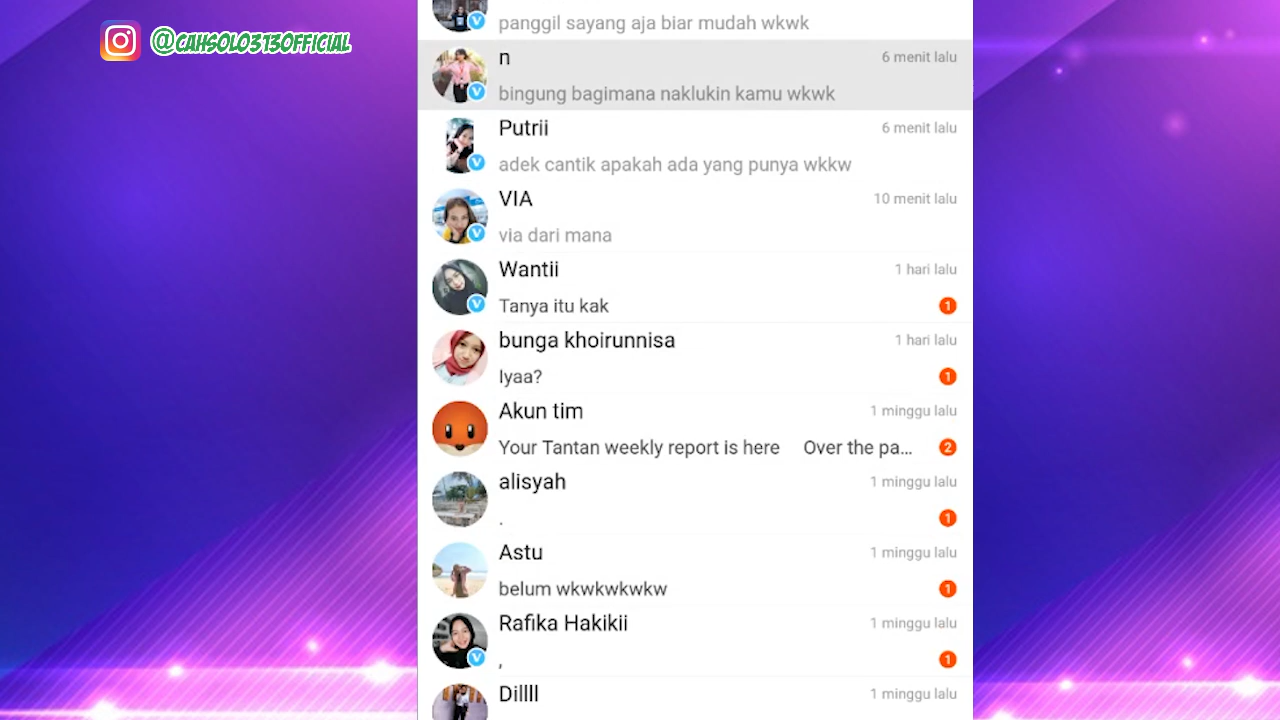 @CAHSOLO313OFFICIAL
panggil sayang aja biar mudah wkwk
n
6 menit lalu
bingung bagimana naklukin kamu wkwk
Putrii
6 menit lalu
adek cantik apakah ada yang punya wkkw
VIA
10 menit lalu
via dari mana
Wantii
1 hari lalu
Tanya itu kak
1
bunga khoirunnisa
1 hari lalu
Iyaa?
1
Akun tim
1 minggu lalu
Your Tantan weekly report is here Over the pa...
2
alisyah
1 minggu lalu
.
1
Astu
1 minggu lalu
belum wkwkwkwkw
1
Rafika Hakikii
1 minggu lalu
,
1
Dillll
1 minggu lalu